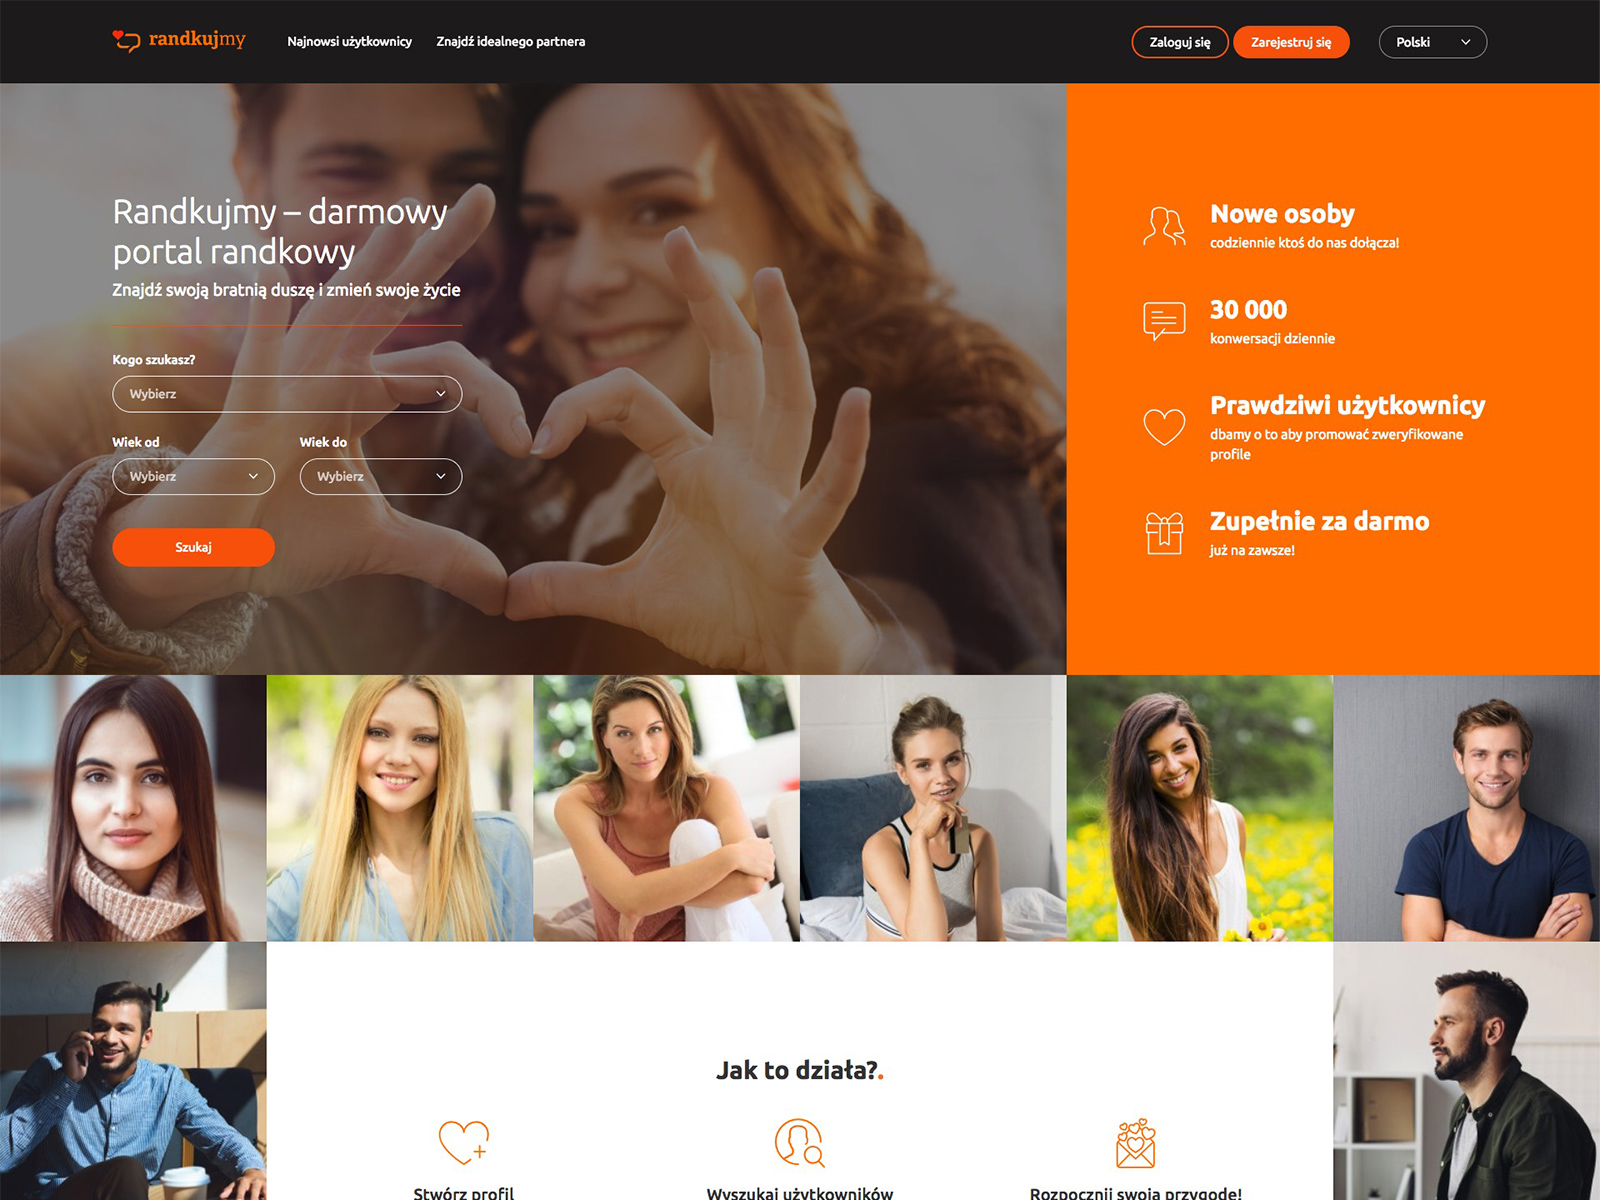 randkujmy
Najnowsi użytkownicy
Znajdź idealnego partnera
Zaloguj się
Zarejestruj się
Polski
Randkujmy – darmowy
portal randkowy
Znajdź swoją bratnią duszę i zmień swoje życie
Kogo szukasz?
Wybierz
Wiek od
Wiek do
Wybierz
Wybierz
Szukaj
Nowe osoby
codziennie ktoś do nas dołącza!
30 000
konwersacji dziennie
Prawdziwi użytkownicy
dbamy o to aby promować zweryfikowane
profile
Zupełnie za darmo
już na zawsze!
Jak to działa?.
Stwórz profil
Wyszukaj użytkowników
Rozpocznij swoją przygodę!